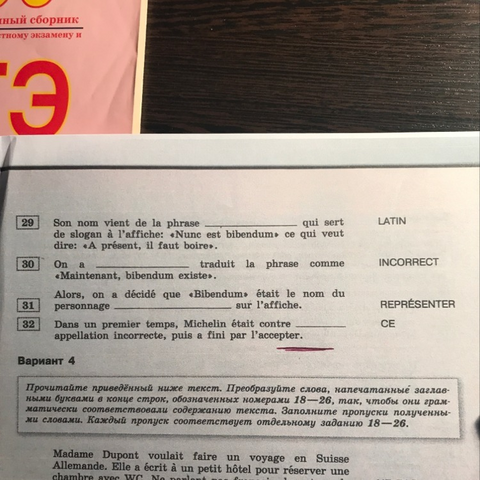 ный сборник
тному экзамену и
ТЭ
29 Son nom vient de la phrase ____________ qui sert LATIN
de slogan à l'affiche: «Nunc est bibendum» ce qui veut
dire: «A présent, il faut boire».
30 On a ____________ traduit la phrase comme INCORRECT
«Maintenant, bibendum existe».
Alors, on a décidé que «Bibendum» était le nom du
31 personnage ____________ sur l'affiche. REPRÉSENTER
32 Dans un premier temps, Michelin était contre ________ CE
appellation incorrecte, puis a fini par l'accepter.
Вариант 4
Прочитайте приведённый ниже текст. Преобразуйте слова, напечатанные заглав-
ными буквами в конце строк, обозначенных номерами 18—26, так, чтобы они грам-
матически соответствовали содержанию текста. Заполните пропуски полученны-
ми словами. Каждый пропуск соответствует отдельному заданию 18—26.
Madame Dupont voulait faire un voyage en Suisse
Allemande. Elle a écrit à un petit hôtel pour réserver une
chambre avec WC. Ne parlant pas